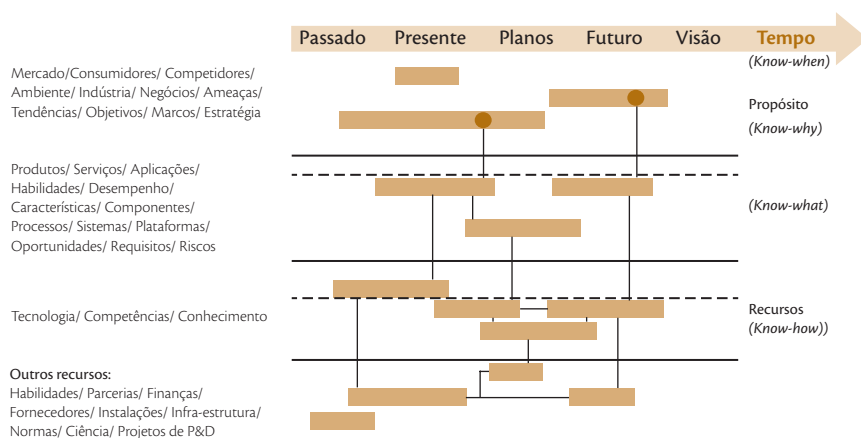 Passado Presente Planos Futuro Visão Tempo
(Know-when)
Mercado/Consumidores/ Competidores/
Ambiente/ Indústria/ Negócios/ Ameaças/
Tendências/ Objetivos/ Marcos/ Estratégia
Propósito
(Know-why)
Produtos/ Serviços/ Aplicações/
Habilidades/ Desempenho/
Características/ Componentes/
Processos/ Sistemas/ Plataformas/
Oportunidades/ Requisitos/ Riscos
(Know-what)
Tecnologia/ Competências/ Conhecimento
Recursos
(Know-how))
Outros recursos:
Habilidades/ Parcerias/ Finanças/
Fornecedores/ Instalações/ Infra-estrutura/
Normas/ Ciência/ Projetos de P&D